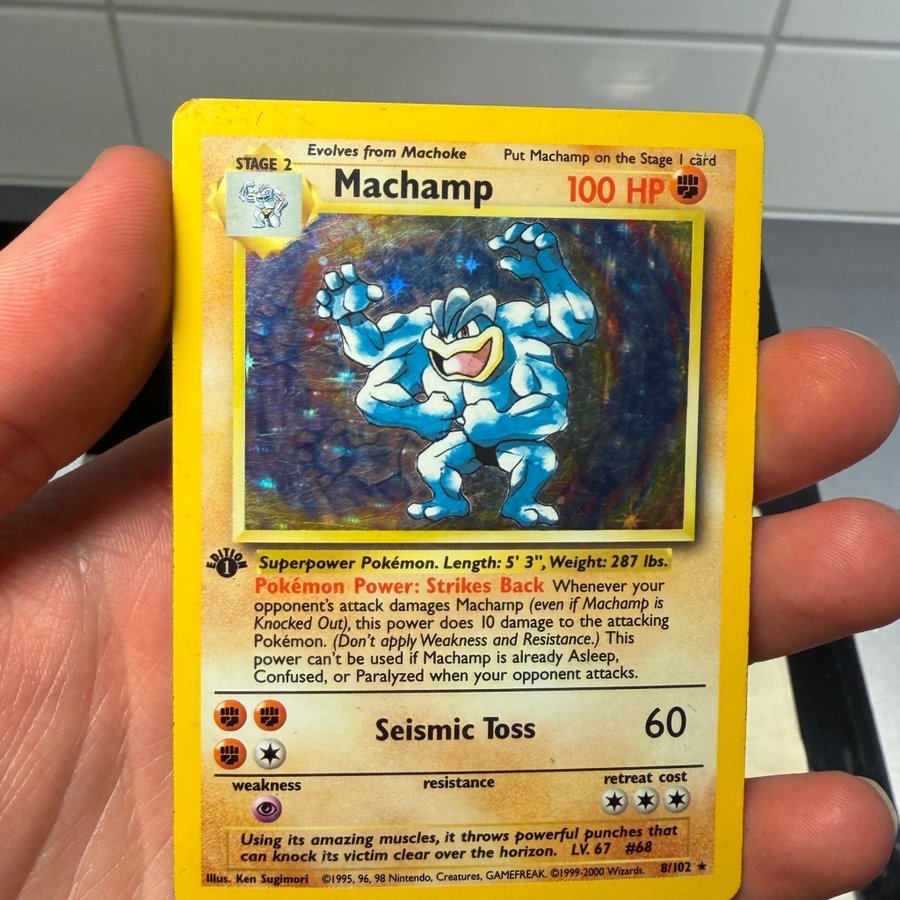 Evolves from Machoke Put Machamp on the Stage 1 card
STAGE 2
Machamp 100 HP
EDITION
1
Superpower Pokémon. Length: 5' 3", Weight: 287 lbs.
Pokémon Power: Strikes Back Whenever your
opponent's attack damages Machamp (even if Machamp is
Knocked Out), this power does 10 damage to the attacking
Pokémon. (Don't apply Weakness and Resistance.) This
power can't be used if Machamp is already Asleep,
Confused, or Paralyzed when your opponent attacks.
Seismic Toss 60
weakness resistance retreat cost
Using its amazing muscles, it throws powerful punches that
can knock its victim clear over the horizon. LV. 67 #68
Illus. Ken Sugimori ©1995, 96, 98 Nintendo, Creatures, GAMEFREAK. ©1999-2000 Wizards. 8/102 ★